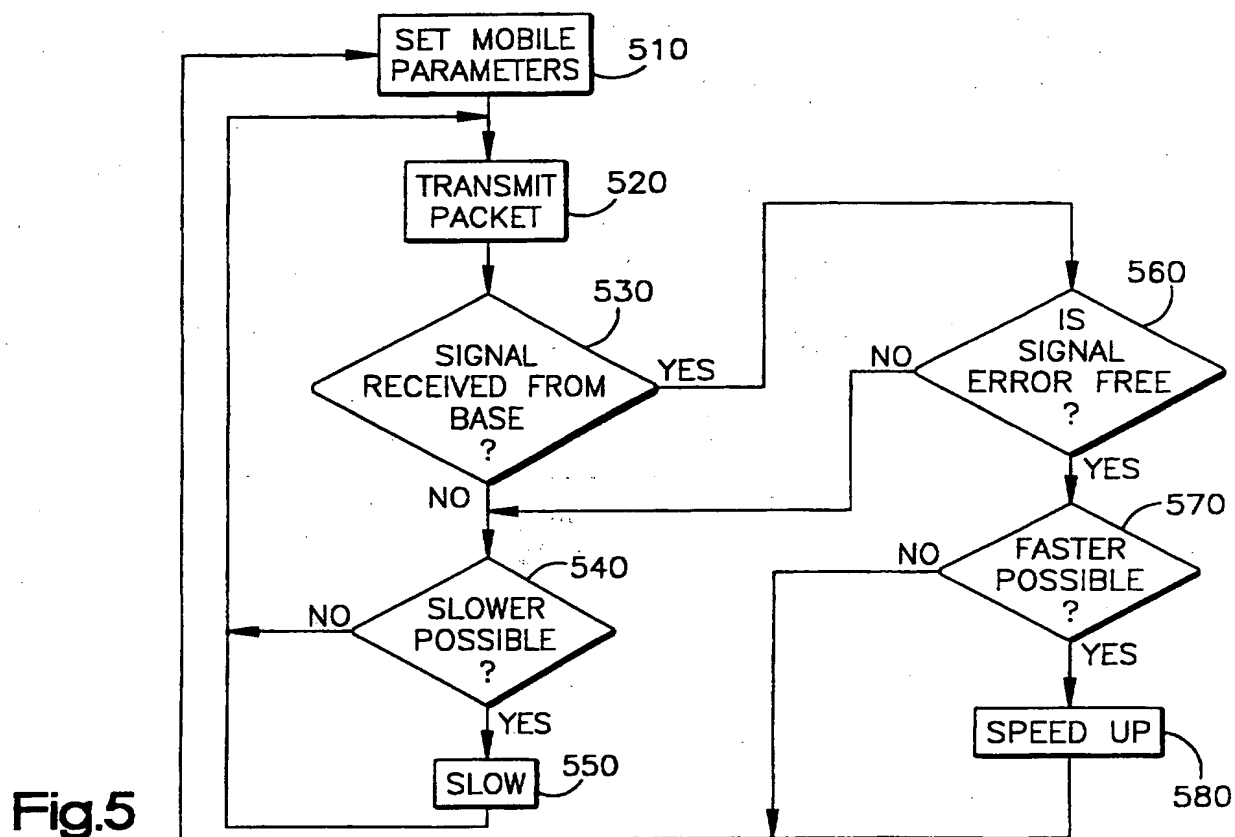 SET MOBILE
PARAMETERS
510
TRANSMIT
PACKET
520
530
SIGNAL
RECEIVED FROM
BASE
?
YES
NO
560
IS
SIGNAL
ERROR FREE
?
NO
YES
570
FASTER
POSSIBLE
?
NO
YES
540
SLOWER
POSSIBLE
?
NO
YES
SLOW
550
SPEED UP
580
Fig.5